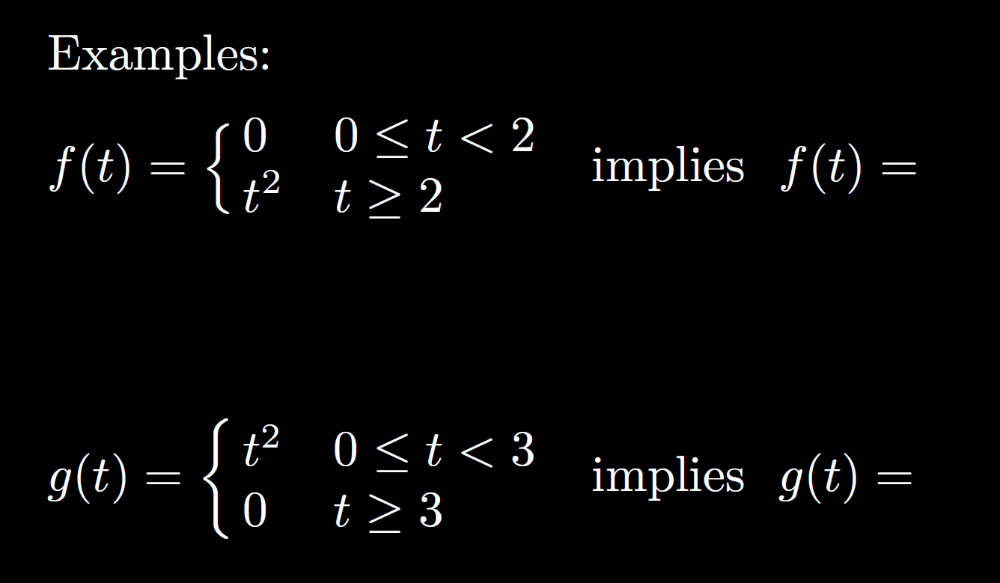 Examples:
f(t) = { 0 0 ≤ t < 2 implies f(t) =
t² t ≥ 2
g(t) = { t² 0 ≤ t < 3 implies g(t) =
0 t ≥ 3